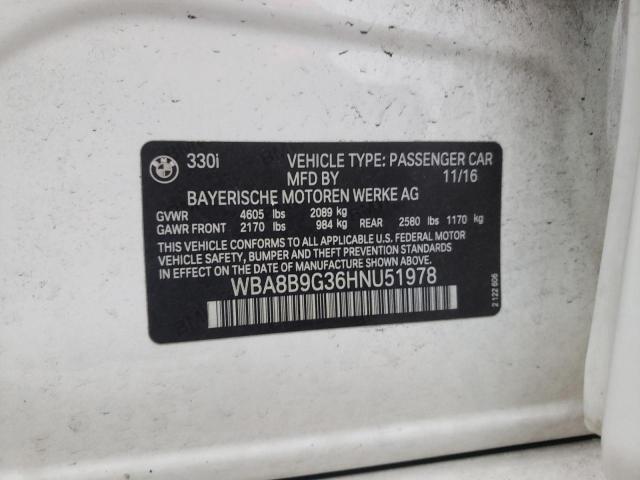 330i VEHICLE TYPE: PASSENGER CAR
MFD BY 11/16
BAYERISCHE MOTOREN WERKE AG
GVWR 4605 lbs 2089 kg
GAWR FRONT 2170 lbs 984 kg REAR 2580 lbs 1170 kg
THIS VEHICLE CONFORMS TO ALL APPLICABLE U.S. FEDERAL MOTOR
VEHICLE SAFETY, BUMPER AND THEFT PREVENTION STANDARDS IN
EFFECT ON THE DATE OF MANUFACTURE SHOWN ABOVE.
WBA8B9G36HNU51978
2 122 606